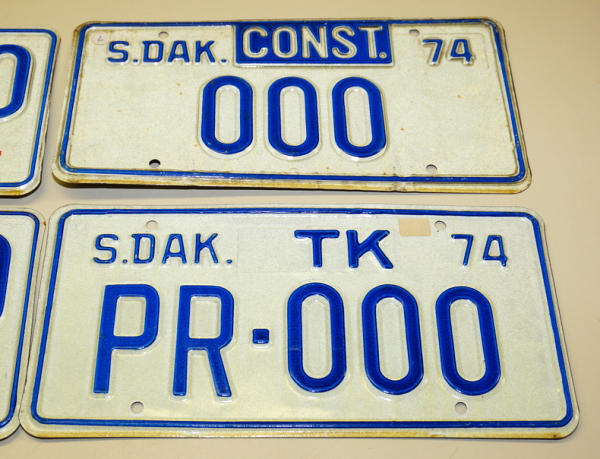 S.DAK. CONST. 74
000
S.DAK. TK 74
PR-000